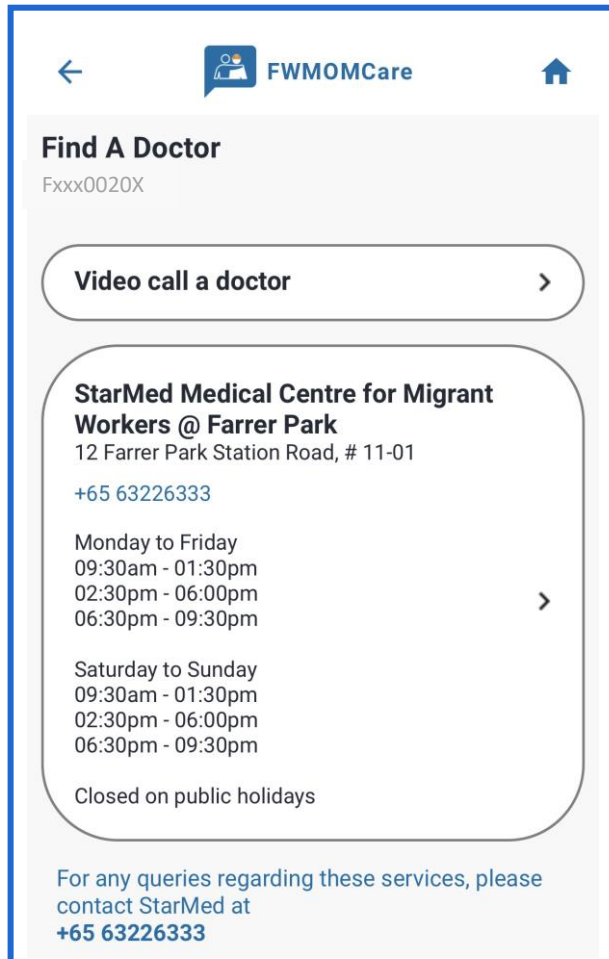 FWMOMCare
Find A Doctor
Fxxx0020X
Video call a doctor
StarMed Medical Centre for Migrant
Workers @ Farrer Park
12 Farrer Park Station Road, # 11-01
+65 63226333
Monday to Friday
09:30am - 01:30pm
02:30pm - 06:00pm
06:30pm - 09:30pm
Saturday to Sunday
09:30am - 01:30pm
02:30pm - 06:00pm
06:30pm - 09:30pm
Closed on public holidays
For any queries regarding these services, please
contact StarMed at
+65 63226333